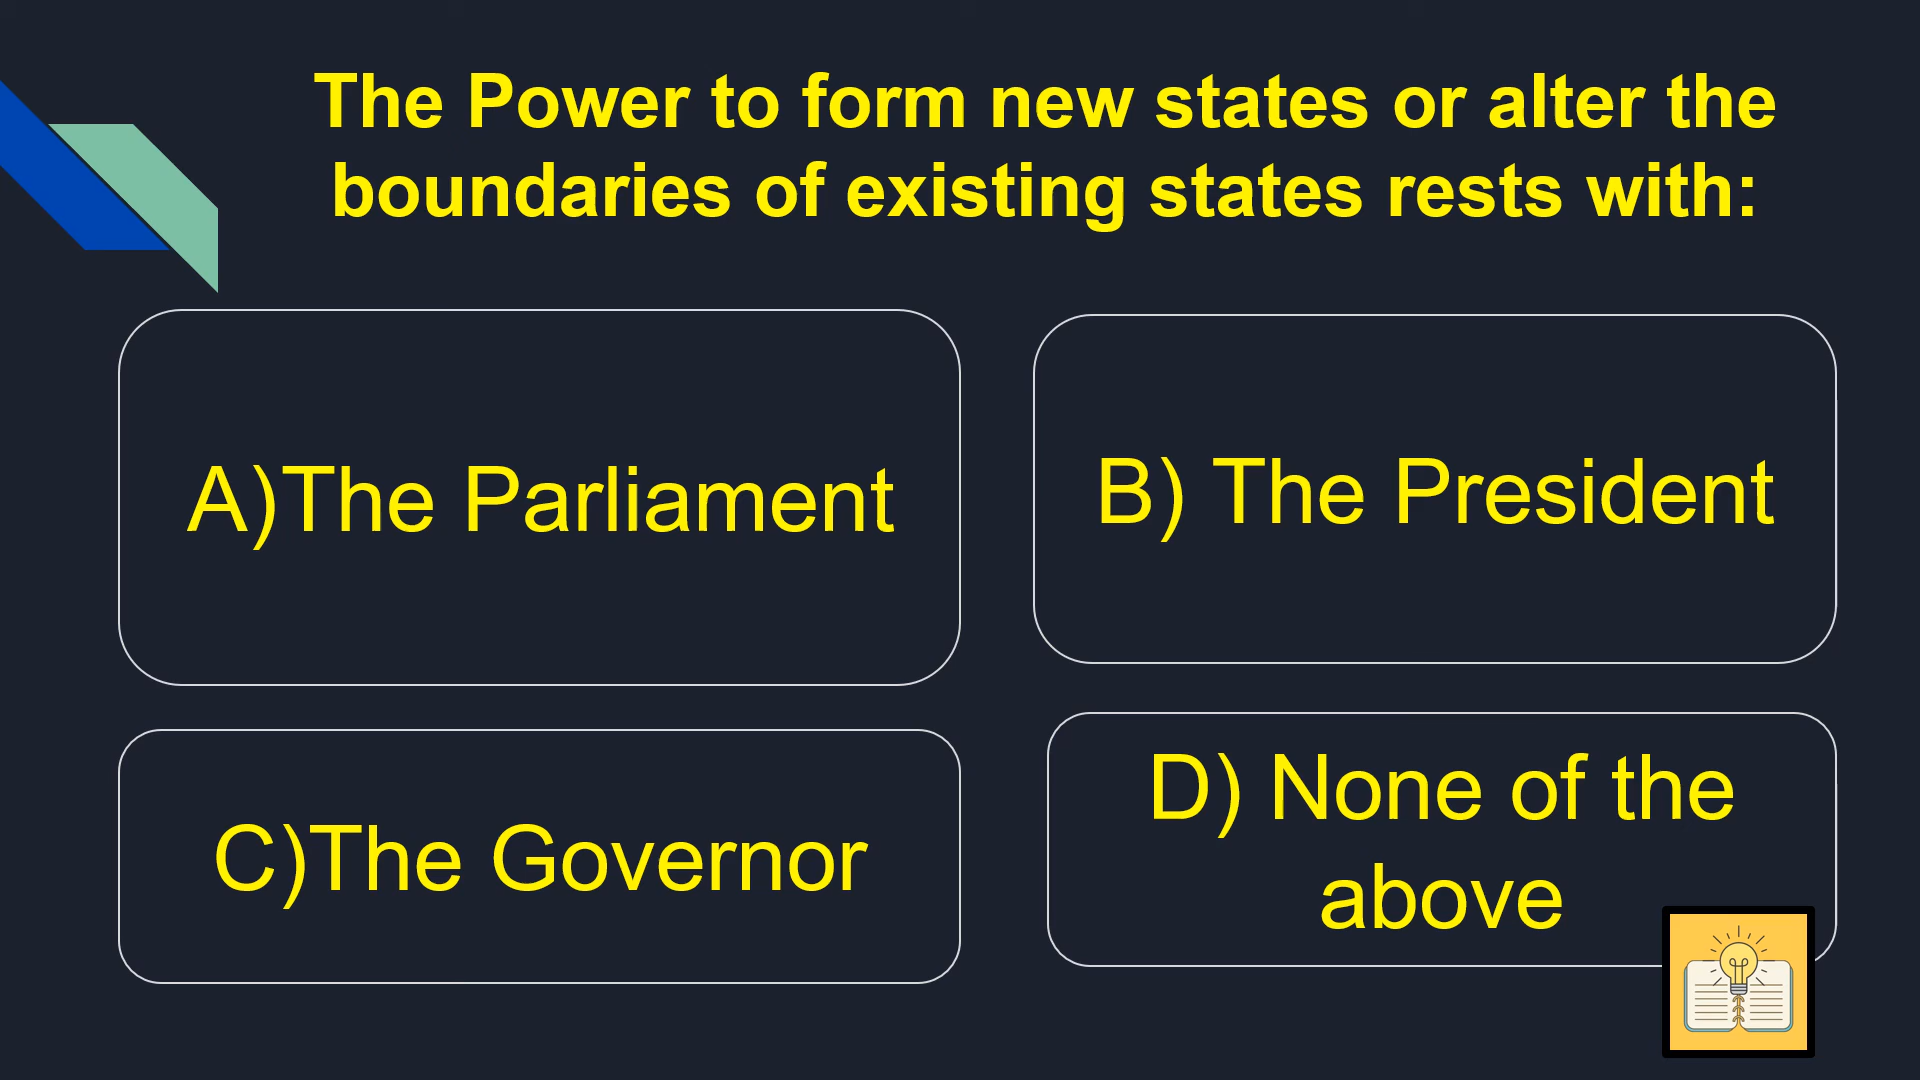 The Power to form new states or alter the
boundaries of existing states rests with:
A)The Parliament
B) The President
C)The Governor
D) None of the
above